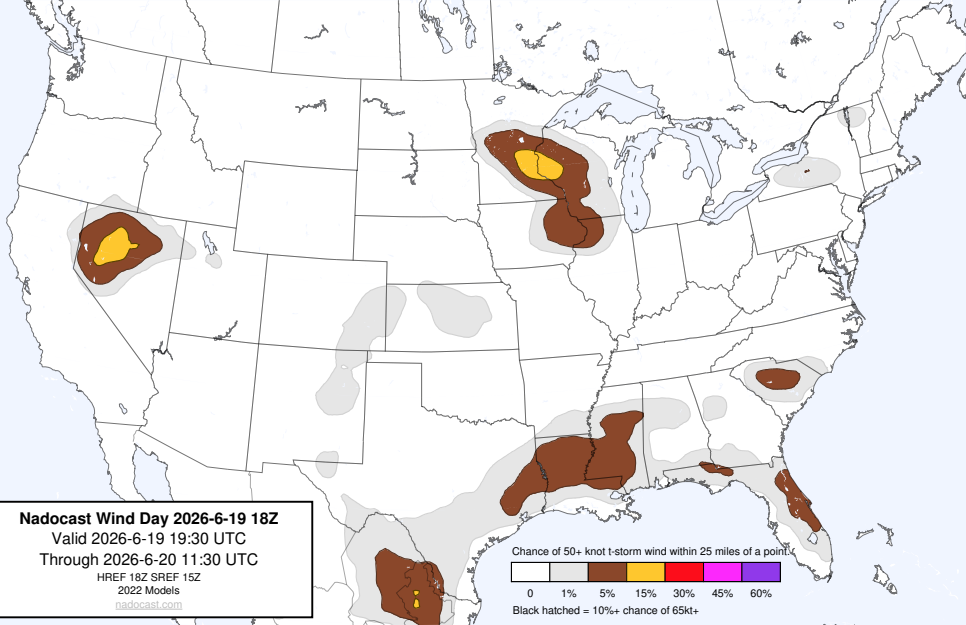 Nadocast Wind Day 2026-6-19 18Z
Valid 2026-6-19 19:30 UTC
Through 2026-6-20 11:30 UTC
HREF 18Z SREF 15Z
2022 Models
nadocast.com
Chance of 50+ knot t-storm wind within 25 miles of a point.
0 1% 5% 15% 30% 45% 60%
Black hatched = 10%+ chance of 65kt+